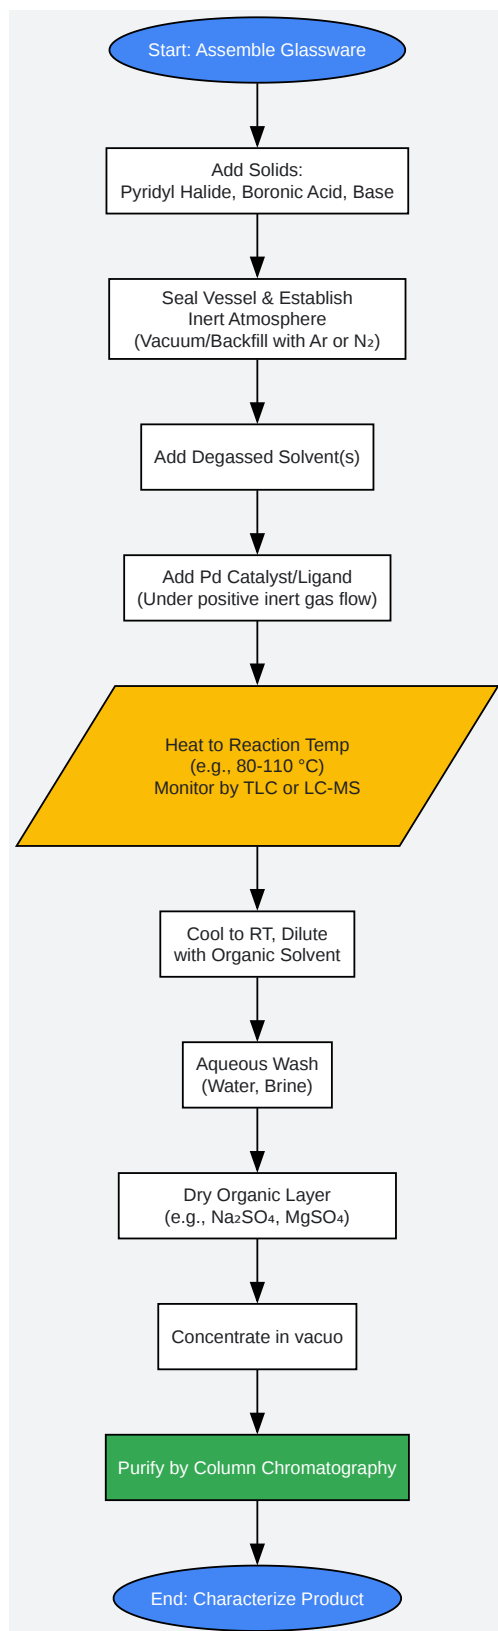 Start: Assemble Glassware
Add Solids:
Pyridyl Halide, Boronic Acid, Base
Seal Vessel & Establish
Inert Atmosphere
(Vacuum/Backfill with Ar or N₂)
Add Degassed Solvent(s)
Add Pd Catalyst/Ligand
(Under positive inert gas flow)
Heat to Reaction Temp
(e.g., 80-110 °C)
Monitor by TLC or LC-MS
Cool to RT, Dilute
with Organic Solvent
Aqueous Wash
(Water, Brine)
Dry Organic Layer
(e.g., Na₂SO₄, MgSO₄)
Concentrate in vacuo
Purify by Column Chromatography
End: Characterize Product